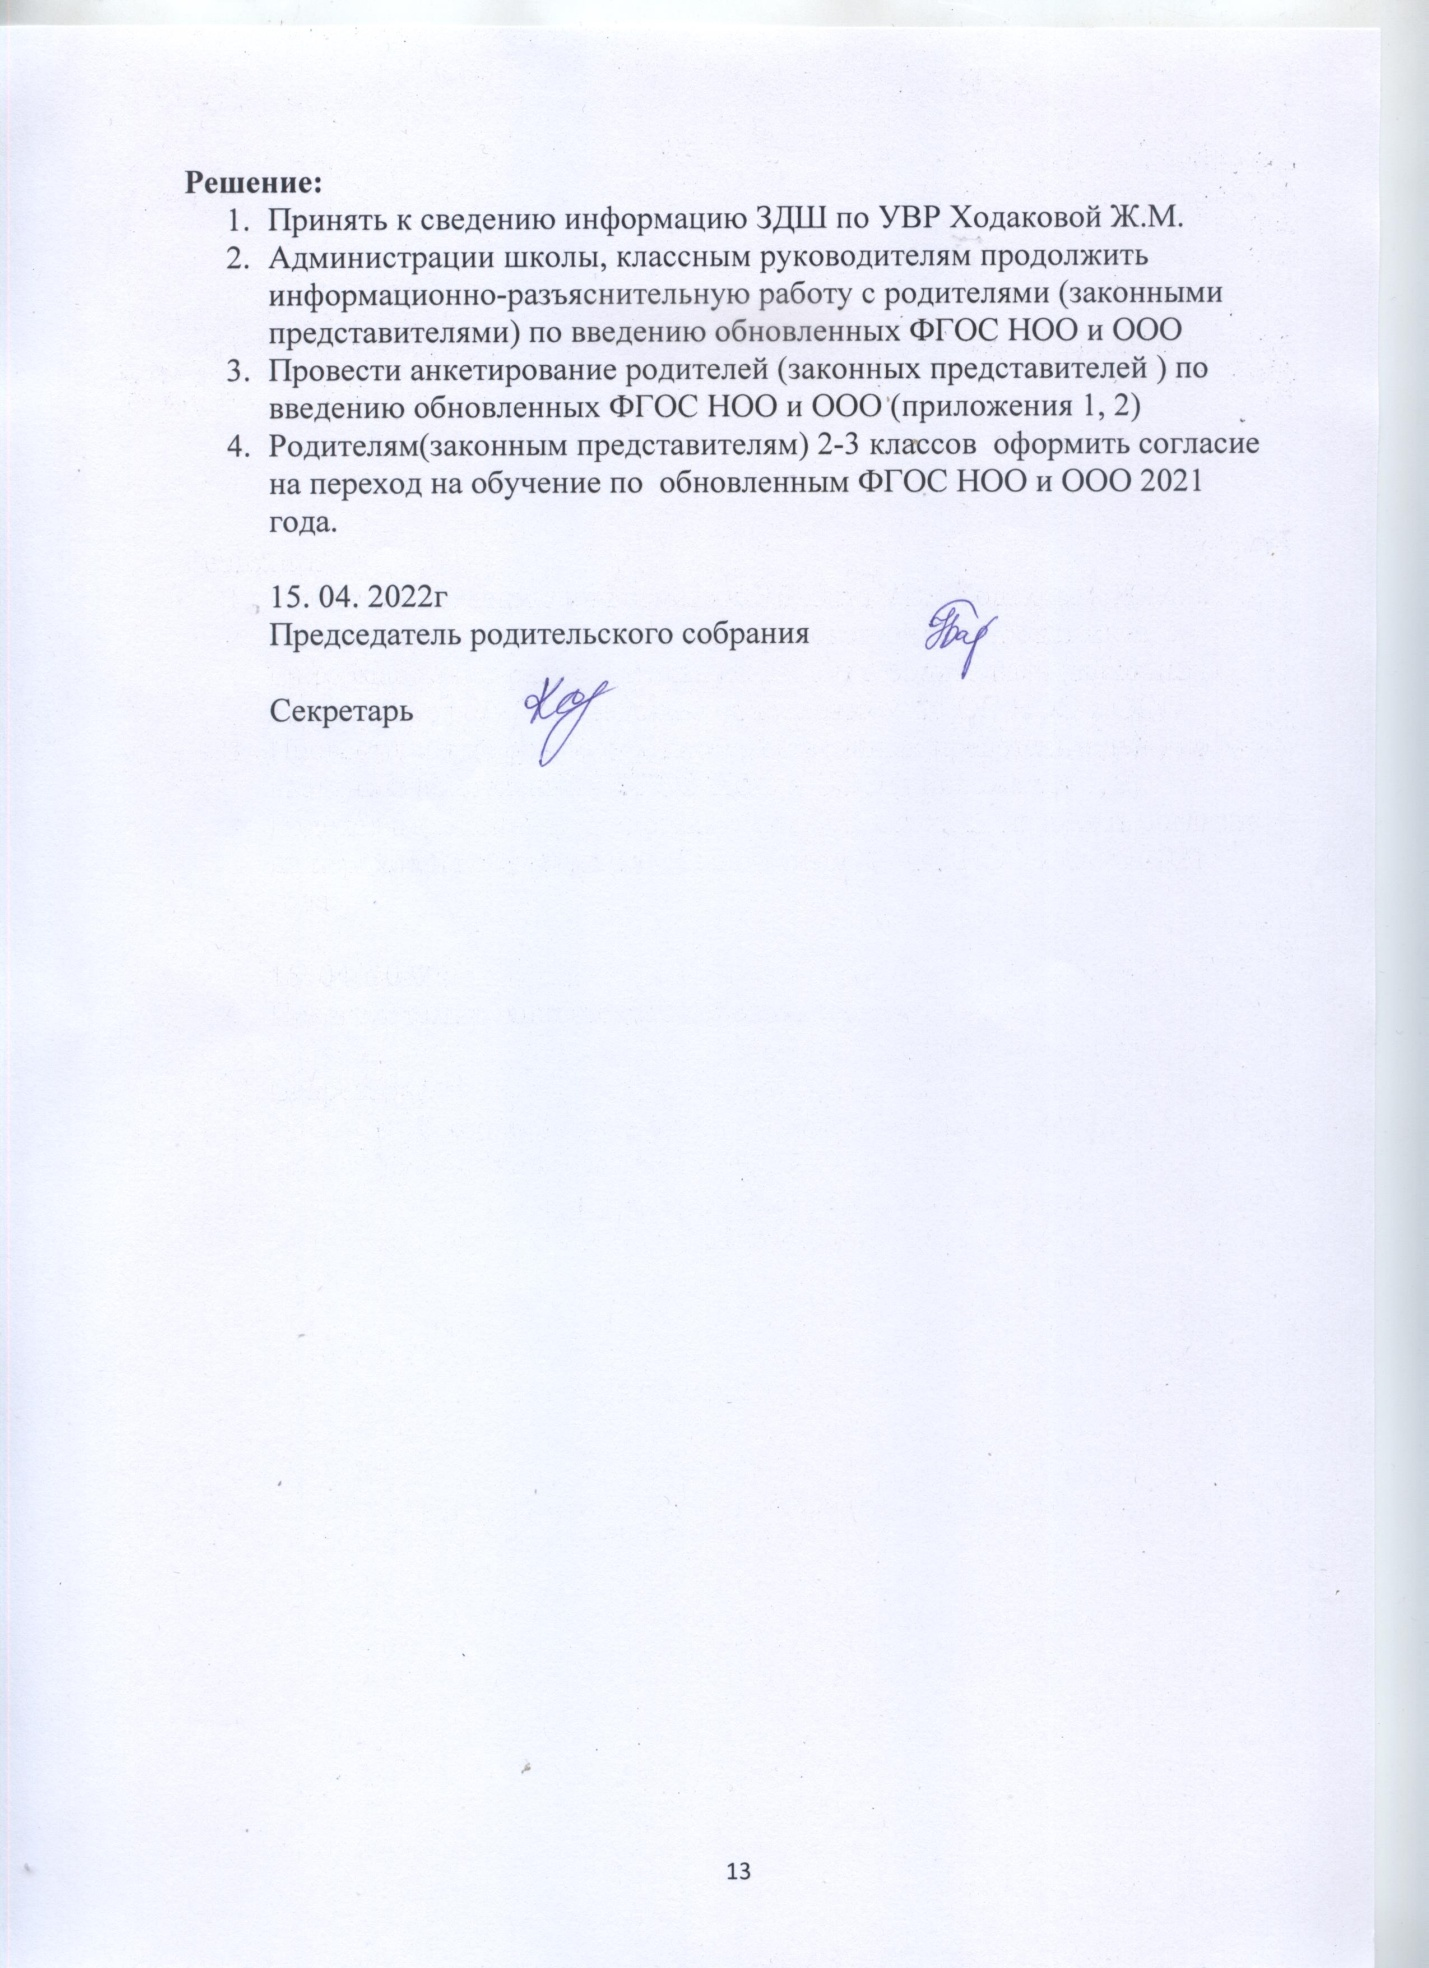 Решение:
1. Принять к сведению информацию ЗДШ по УВР Ходаковой Ж.М.
2. Администрации школы, классным руководителям продолжить
информационно-разъяснительную работу с родителями (законными
представителями) по введению обновленных ФГОС НОО и ООО
3. Провести анкетирование родителей (законных представителей ) по
введению обновленных ФГОС НОО и ООО (приложения 1, 2)
4. Родителям(законным представителям) 2-3 классов  оформить согласие
на переход на обучение по  обновленным ФГОС НОО и ООО 2021
года.
15. 04. 2022г
Председатель родительского собрания
Секретарь
13